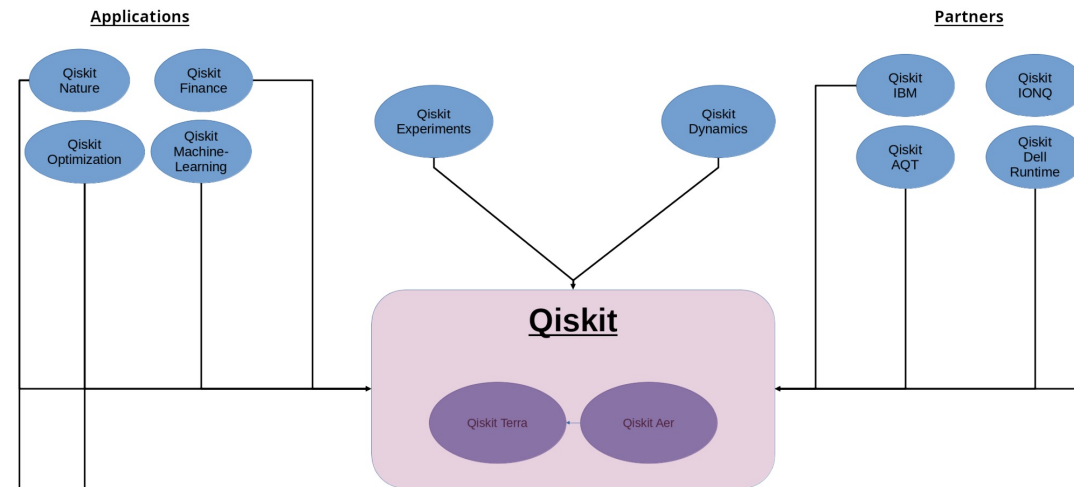 Applications
Partners
Qiskit
Nature
Qiskit
Finance
Qiskit
Optimization
Qiskit
Machine-
Learning
Qiskit
Experiments
Qiskit
Dynamics
Qiskit
IBM
Qiskit
IONQ
Qiskit
AQT
Qiskit
Dell
Runtime
Qiskit
Qiskit Terra
Qiskit Aer